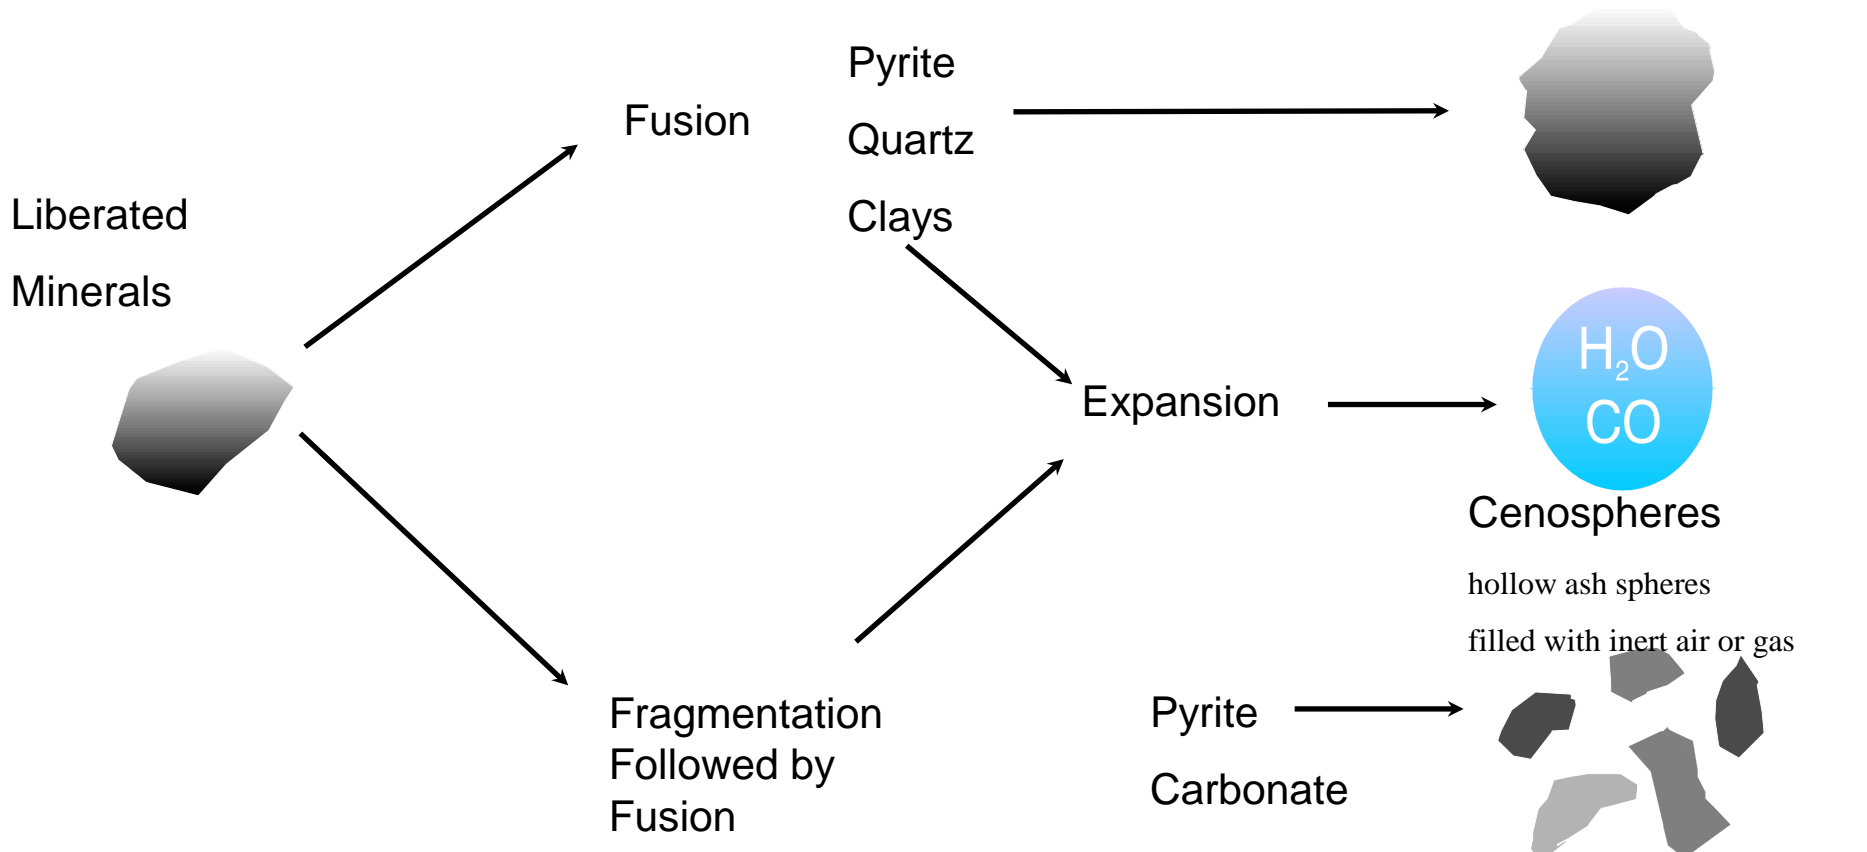 Liberated
Minerals
Fusion
Pyrite
Quartz
Clays
Expansion
H₂O
CO
Cenospheres
hollow ash spheres
filled with inert air or gas
Fragmentation
Followed by
Fusion
Pyrite
Carbonate